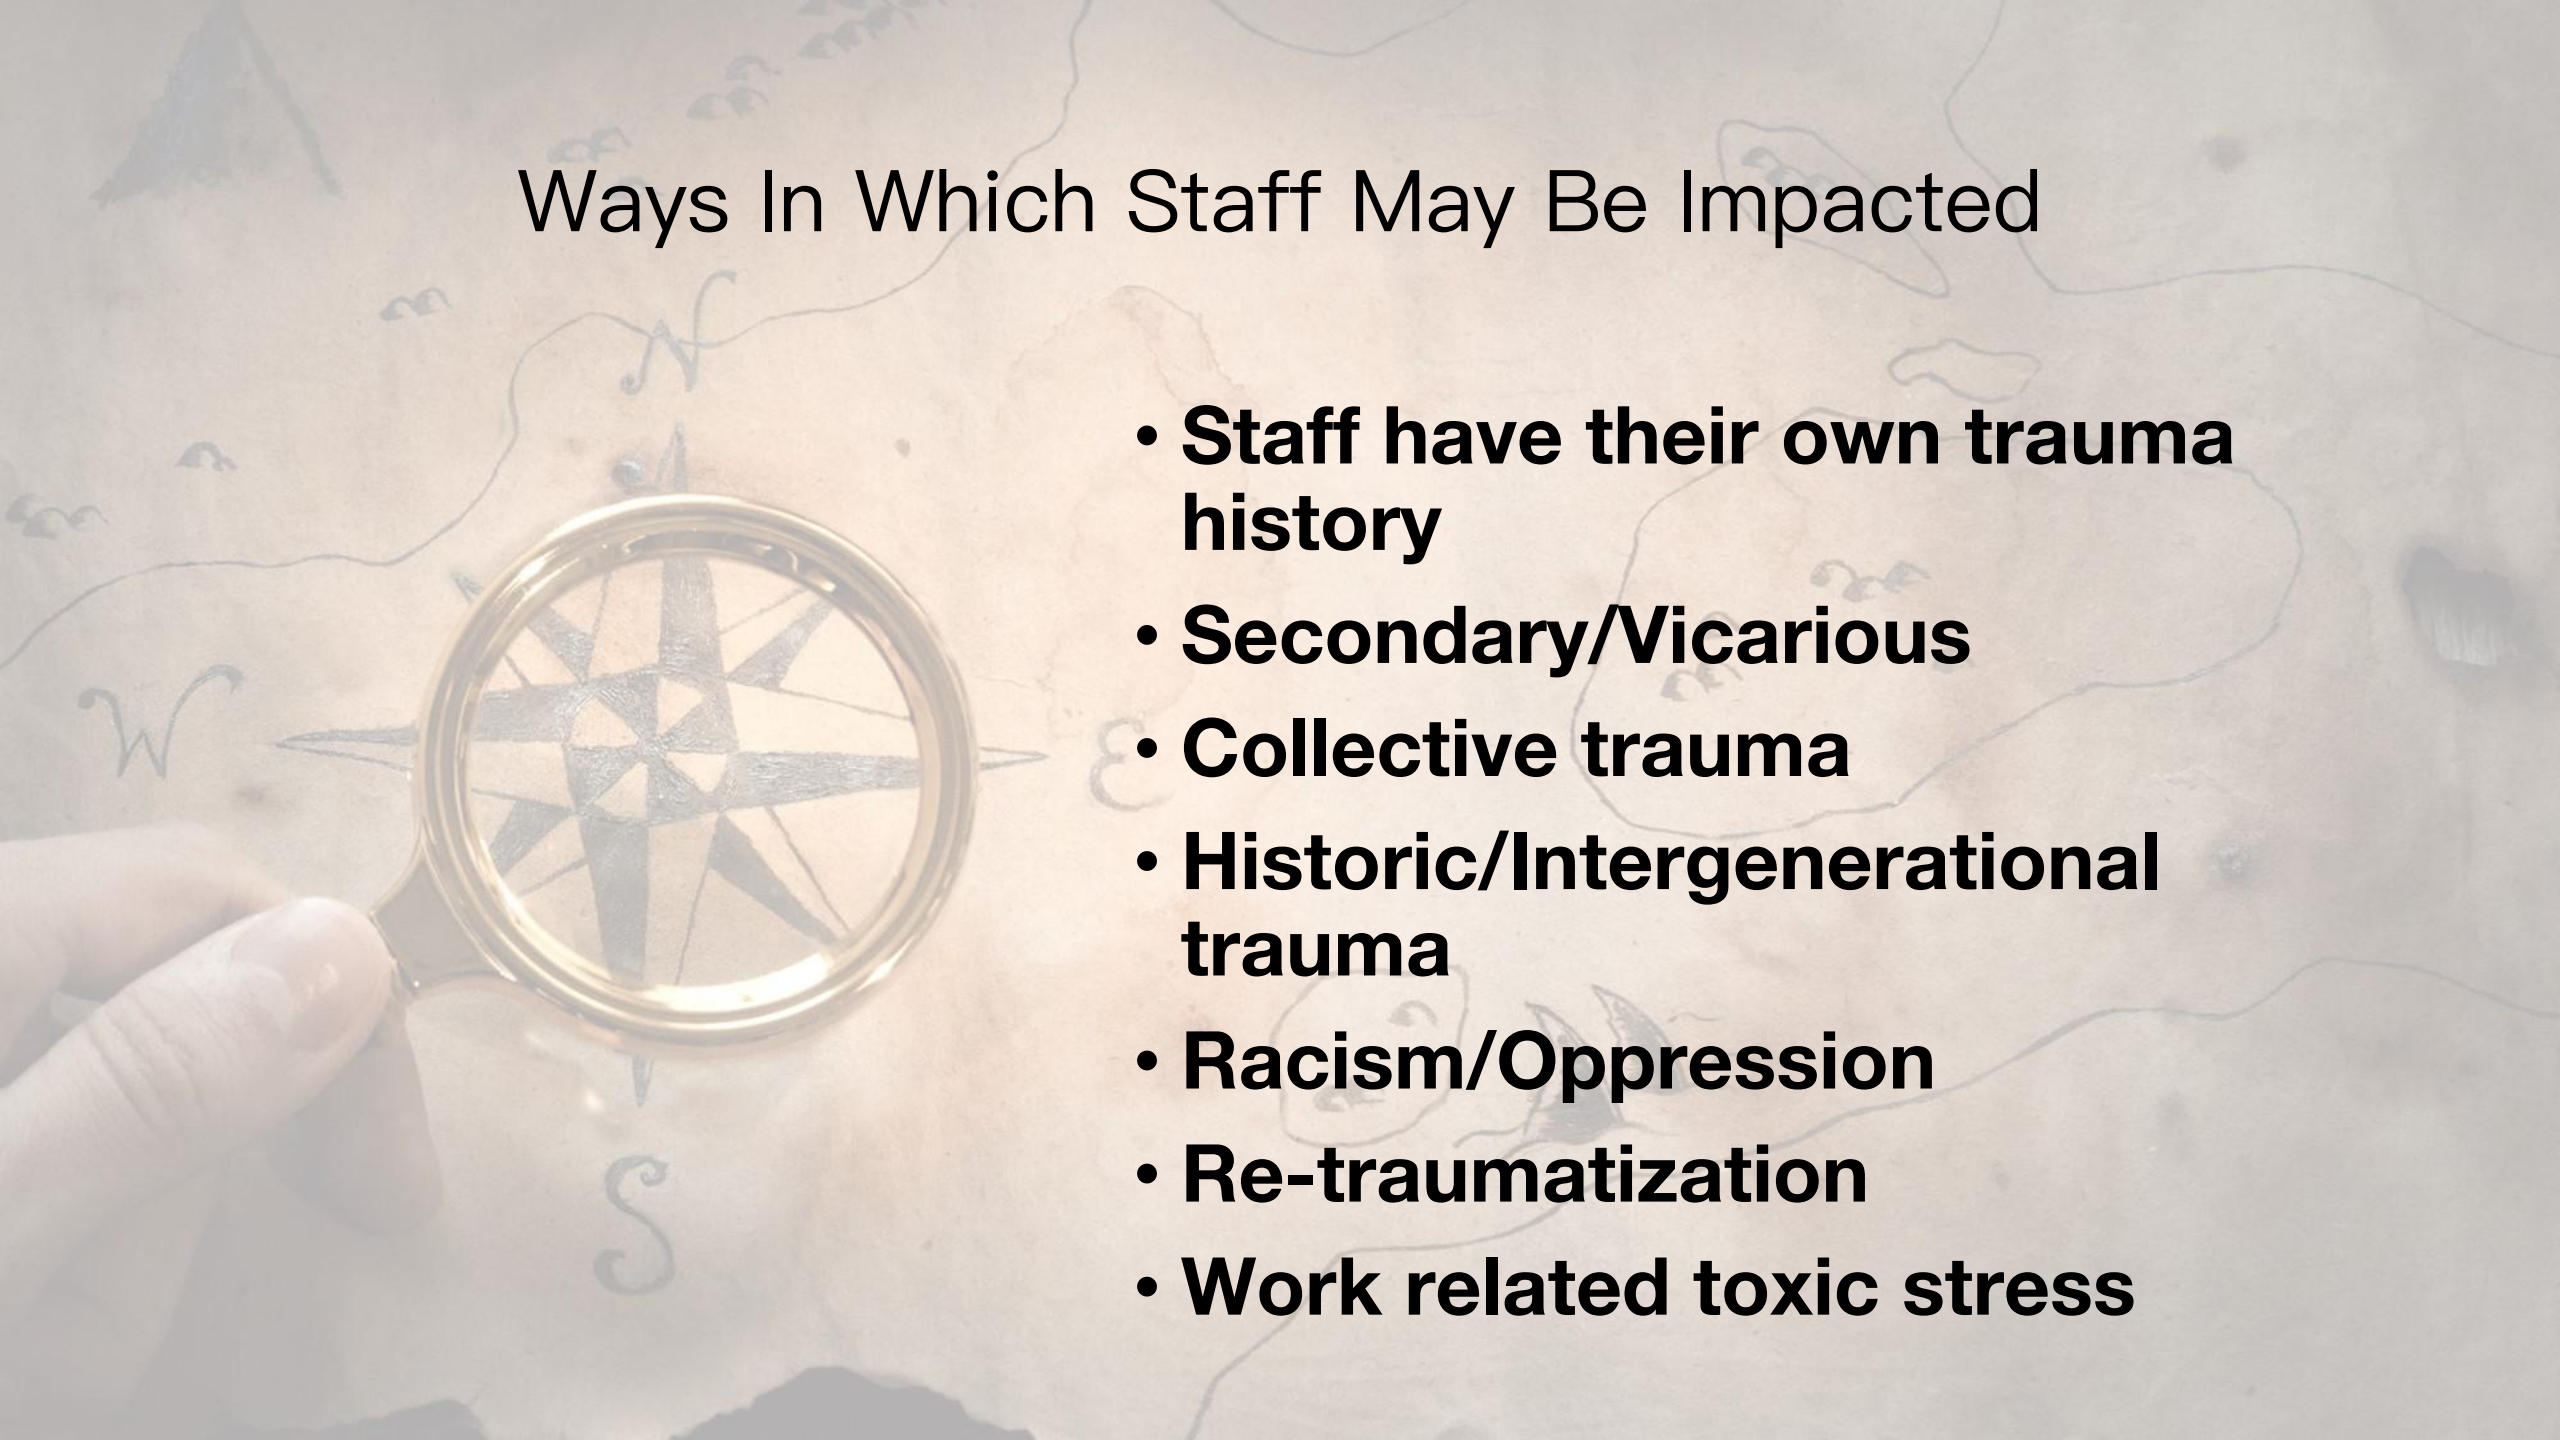 Ways In Which Staff May Be Impacted
N
• Staff have their own trauma
history
• Secondary/Vicarious
W
E
• Collective trauma
• Historic/Intergenerational
trauma
• Racism/Oppression
• Re-traumatization
S
• Work related toxic stress